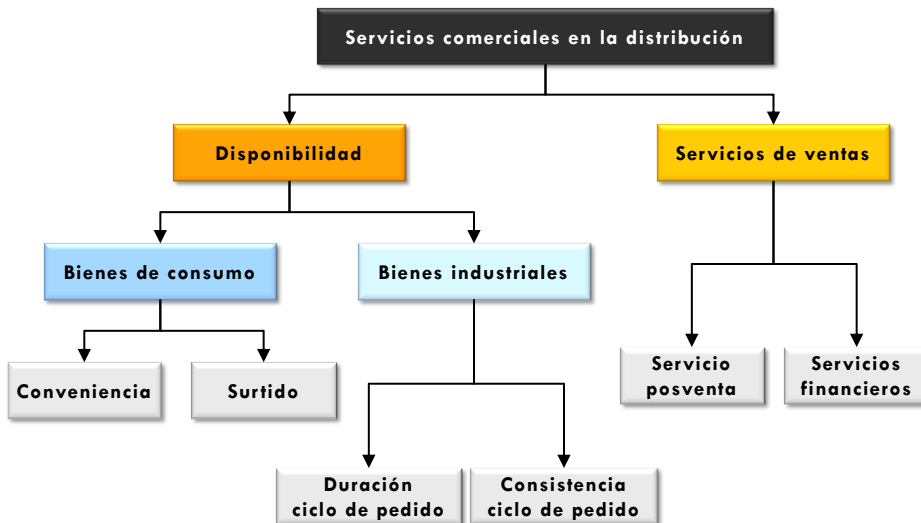 Servicios comerciales en la distribución
Disponibilidad
Servicios de ventas
Bienes de consumo
Bienes industriales
Conveniencia
Surtido
Servicio
posventa
Servicios
financieros
Duración
ciclo de pedido
Consistencia
ciclo de pedido